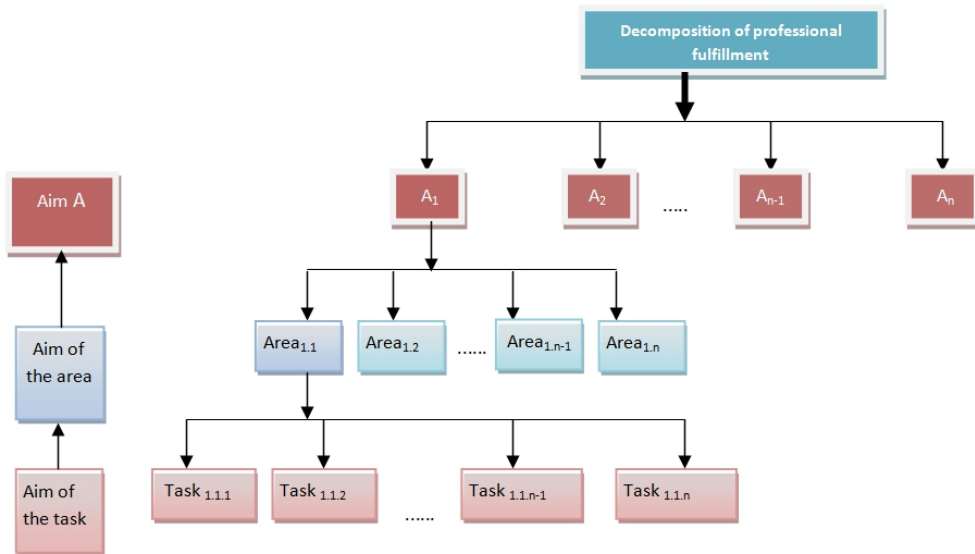 Decomposition of professional
fulfillment
Aim A
A1
A2
.....
An-1
An
Aim of
the area
Area1.1
Area1.2
......
Area1.n-1
Area1.n
Aim of
the task
Task 1.1.1
Task 1.1.2
......
Task 1.1.n-1
Task 1.1.n